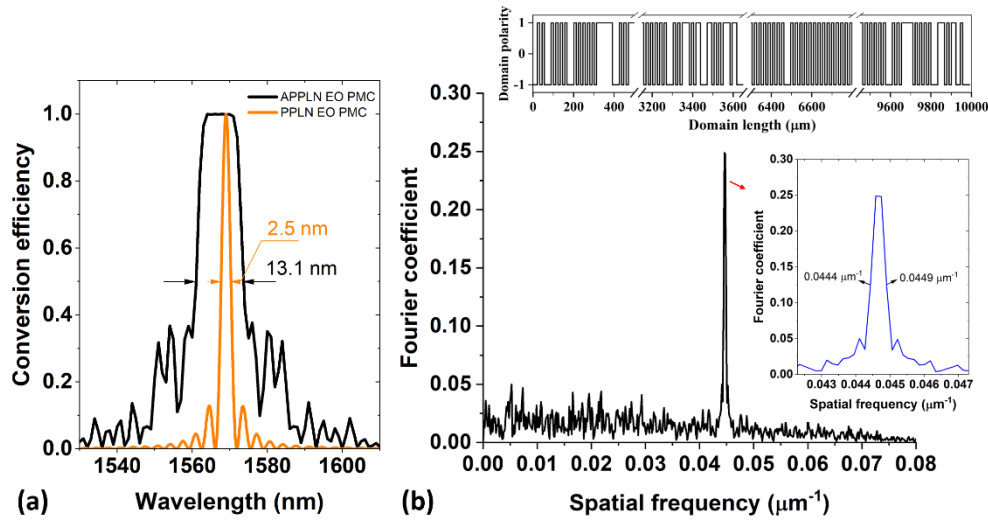 (a)
Conversion efficiency
1.0
0.8
0.6
0.4
0.2
0.0
APPLN EO PMC
PPLN EO PMC
2.5 nm
13.1 nm
1540 1560 1580 1600
Wavelength (nm)
(b)
Domain polarity
1
0
-1
0 200 400 3200 3400 3600 6400 6600 9600 9800 10000
Domain length (μm)
Fourier coefficient
0.30
0.25
0.20
0.15
0.10
0.05
0.00
0.00 0.01 0.02 0.03 0.04 0.05 0.06 0.07 0.08
Spatial frequency (μm⁻¹)
Fourier coefficient
0.30
0.25
0.20
0.15
0.10
0.05
0.00
0.0444 μm⁻¹
0.0449 μm⁻¹
0.043 0.044 0.045 0.046 0.047
Spatial frequency (μm⁻¹)